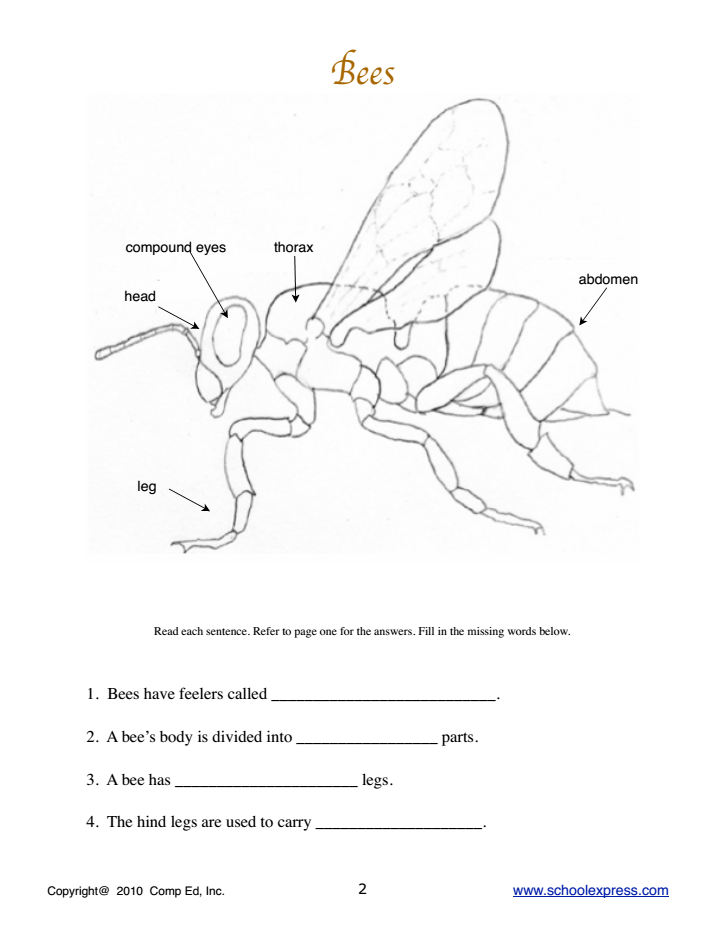 Bees
compound eyes
thorax
abdomen
head
leg
Read each sentence. Refer to page one for the answers. Fill in the missing words below.
1. Bees have feelers called ___________________________.
2. A bee's body is divided into _________________ parts.
3. A bee has ______________________ legs.
4. The hind legs are used to carry ____________________.
Copyright@ 2010 Comp Ed, Inc.
2
www.schoolexpress.com